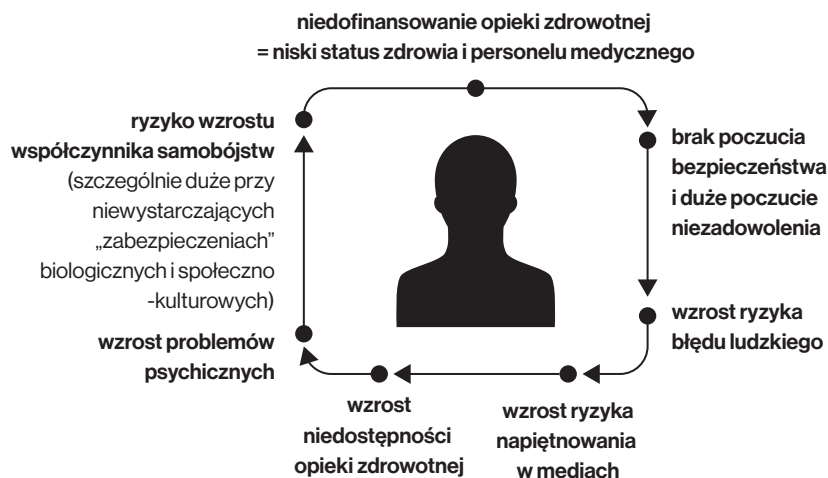 niedofinansowanie opieki zdrowotnej
= niski status zdrowia i personelu medycznego
brak poczucia
bezpieczeństwa
i duże poczucie
niezadowolenia
wzrost ryzyka
błędu ludzkiego
wzrost ryzyka
napiętnowania
w mediach
wzrost
niedostępności
opieki zdrowotnej
wzrost problemów
psychicznych
ryzyko wzrostu
współczynnika samobójstw
(szczególnie duże przy
niewystarczających
„zabezpieczeniach”
biologicznych i społeczno
-kulturowych)